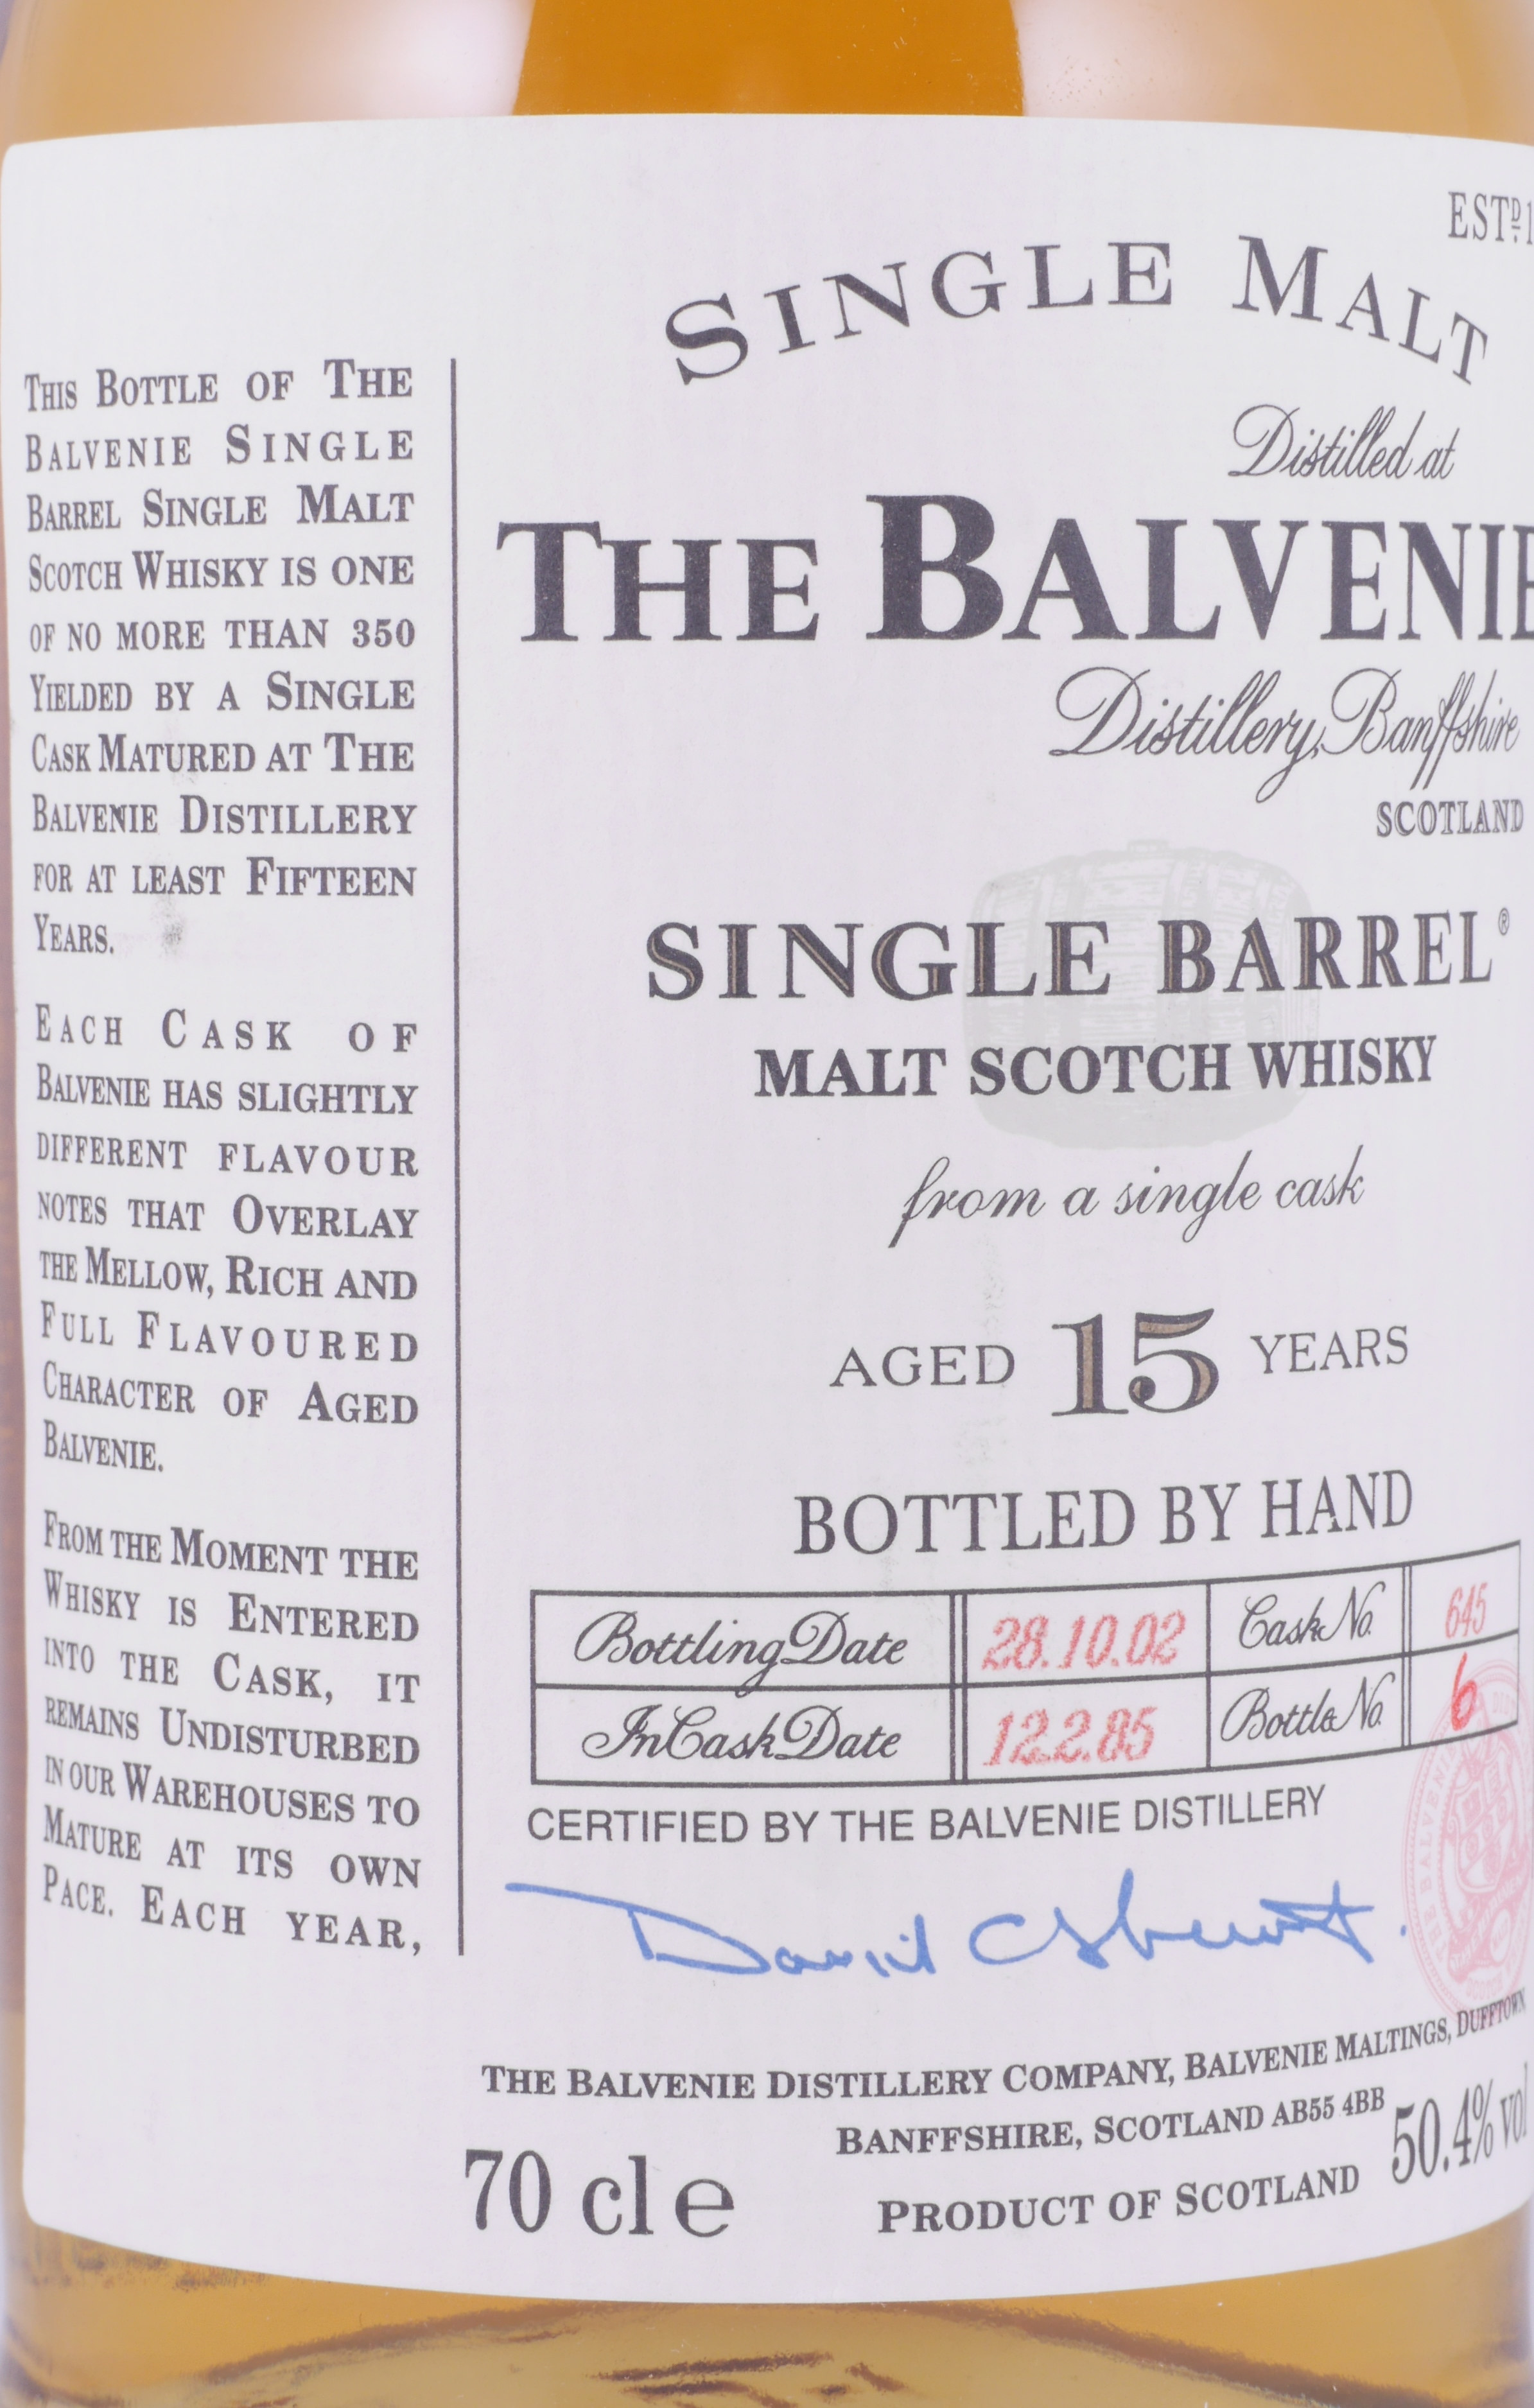 THIS BOTTLE OF THE
BALVENIE SINGLE
BARREL SINGLE MALT
SCOTCH WHISKY IS ONE
OF NO MORE THAN 350
YIELDED BY A SINGLE
CASK MATURED AT THE
BALVENIE DISTILLERY
FOR AT LEAST FIFTEEN
YEARS.
EACH CASK OF
BALVENIE HAS SLIGHTLY
DIFFERENT FLAVOUR
NOTES THAT OVERLAY
THE MELLOW, RICH AND
FULL FLAVOURED
CHARACTER OF AGED
BALVENIE.
FROM THE MOMENT THE
WHISKY IS ENTERED
INTO THE CASK, IT
REMAINS UNDISTURBED
IN OUR WAREHOUSES TO
MATURE AT ITS OWN
PACE. EACH YEAR,
ESTD 1
SINGLE MALT
Distilled at
THE BALVENIE
Distillery, Banffshire
SCOTLAND
SINGLE BARREL®
MALT SCOTCH WHISKY
from a single cask
AGED 15 YEARS
BOTTLED BY HAND
Bottling Date 28.10.02 Cask No. 645
In Cask Date 12.2.85 Bottle No. 6
CERTIFIED BY THE BALVENIE DISTILLERY
David
THE BALVENIE
THE BALVENIE DISTILLERY COMPANY, BALVENIE MALTINGS, DUFFTOWN
BANFFSHIRE, SCOTLAND AB55 4BB
70 cl e
PRODUCT OF SCOTLAND
50.4% vol